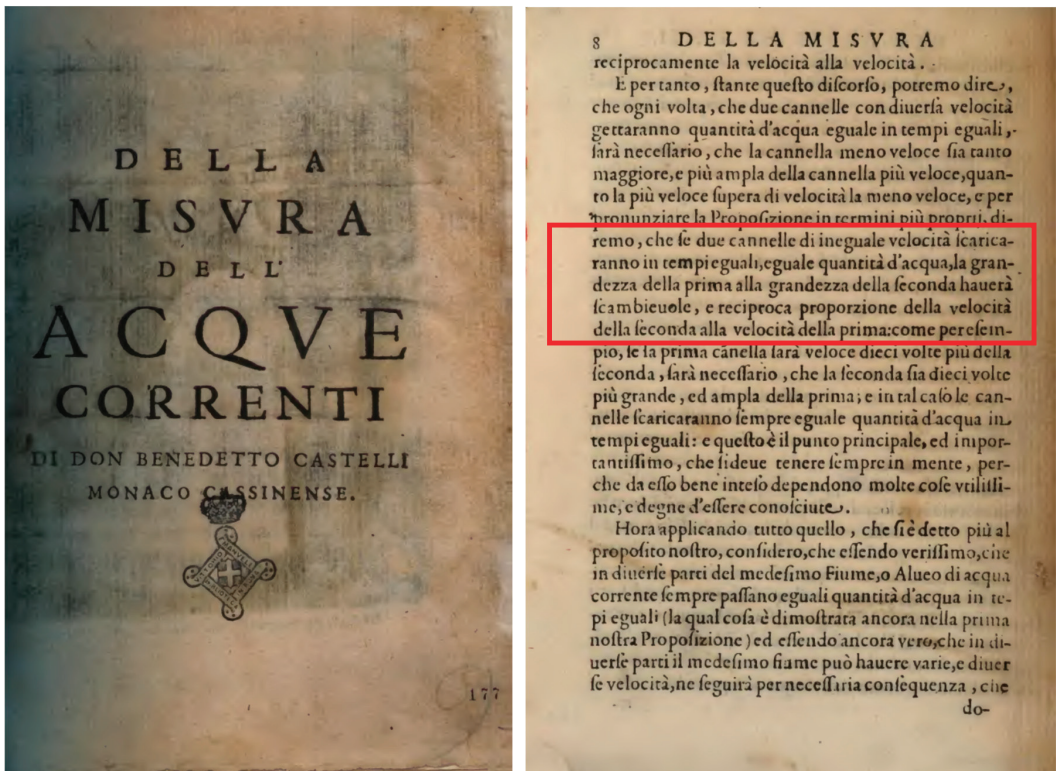 DELLA
MISVRA
DELL'
ACQVE
CORRENTI
DI DON BENEDETTO CASTELLI
MONACO CASSINENSE.
177
8 DELLA MISVRA
reciprocamente la velocità alla velocità.
E per tanto, ſtante queſto diſcorſo, potremo dire,
che ogni volta, che due cannelle con diuerſa velocità
gettaranno quantità d'acqua eguale in tempi eguali,
ſarà neceſſario, che la cannella meno veloce ſia tanto
maggiore, e più ampla della cannella più veloce, quan-
to la più veloce ſupera di velocità la meno veloce, e per
pronunziare la Propoſizione in termini più proprii, di-
remo, che ſe due cannelle di ineguale velocità ſcarica-
ranno in tempi eguali, eguale quantità d'acqua, la gran-
dezza della prima alla grandezza della ſeconda hauerà
ſcambieuole, e reciproca proporzione della velocità
della ſeconda alla velocità della prima: come per eſem-
pio, ſe la prima cãnella ſarà veloce dieci volte più della
ſeconda, ſarà neceſſario, che la ſeconda ſia dieci volte
più grande, ed ampla della prima; e in tal caſo le can-
nelle ſcaricaranno ſempre eguale quantità d'acqua in
tempi eguali: e queſto è il punto principale, ed impor-
tantiſſimo, che ſi deue tenere ſempre in mente, per-
che da eſſo bene inteſo dependono molte coſe vtiliſſi-
me, e degne d'eſſere conoſciute.
Hora applicando tutto quello, che ſi è detto più al
propoſito noſtro, conſidero, che eſſendo veriſſimo, che
in diuerſe parti del medeſimo Fiume, o Alueo di acqua
corrente ſempre paſſano eguali quantità d'acqua in te-
pi eguali (la qual coſa è dimoſtrata ancora nella prima
noſtra Propoſizione) ed eſſendo ancora vero, che in di-
uerſe parti il medeſimo fiume può hauere varie, e diuer
ſe velocità, ne ſeguirà per neceſſaria conſequenza, che
do-